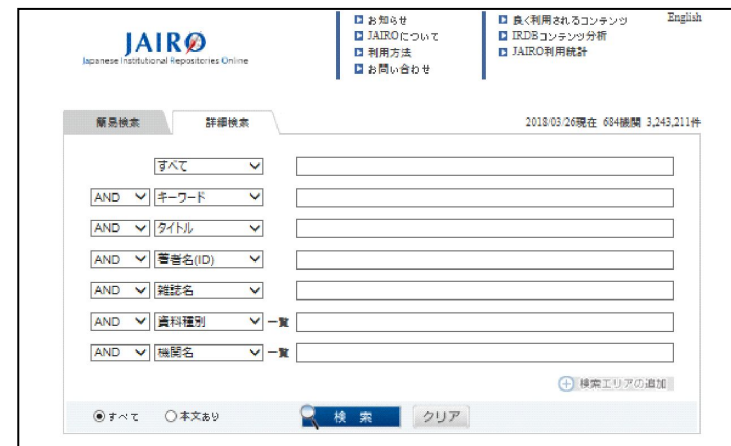 JAIRO
Japanese Institutional Repositories Online
お知らせ
JAIROについて
利用方法
お問い合わせ
良く利用されるコンテンツ
IRDBコンテンツ分析
JAIRO利用統計
English
簡易検索
詳細検索
2018/03/26現在 684機関 3,243,211件
すべて
AND キーワード
AND タイトル
AND 著者名(ID)
AND 雑誌名
AND 資料種別 一覧
AND 機関名 一覧
検索エリアの追加
すべて 本文あり 検 索 クリア